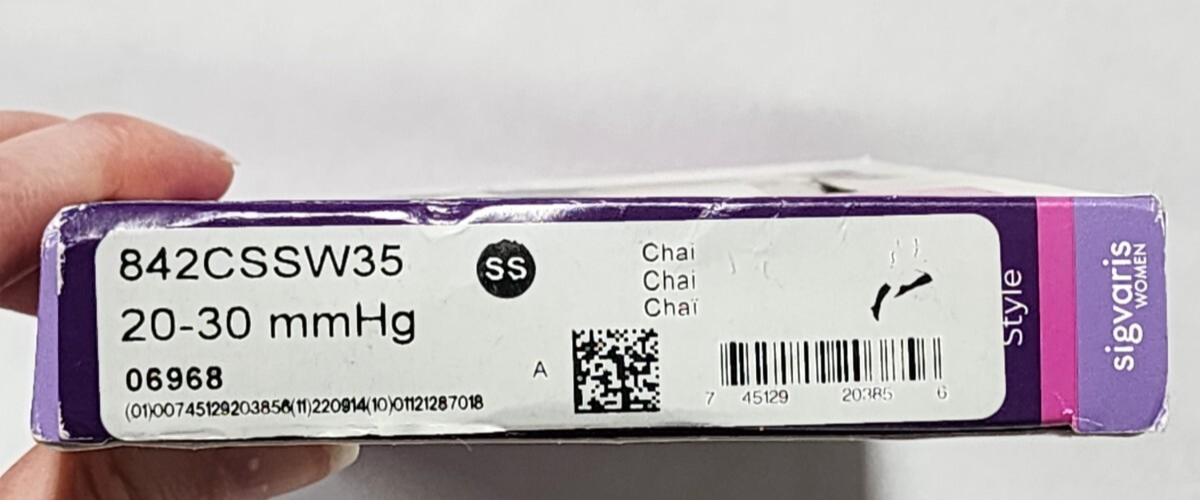 842CSSW35
20-30 mmHg
06968
(01)00745129203856(11)220914(10)01121287018
SS
Chai
Chai
Chaï
A
7 45129 20385 6
Style
sigvaris
WOMEN